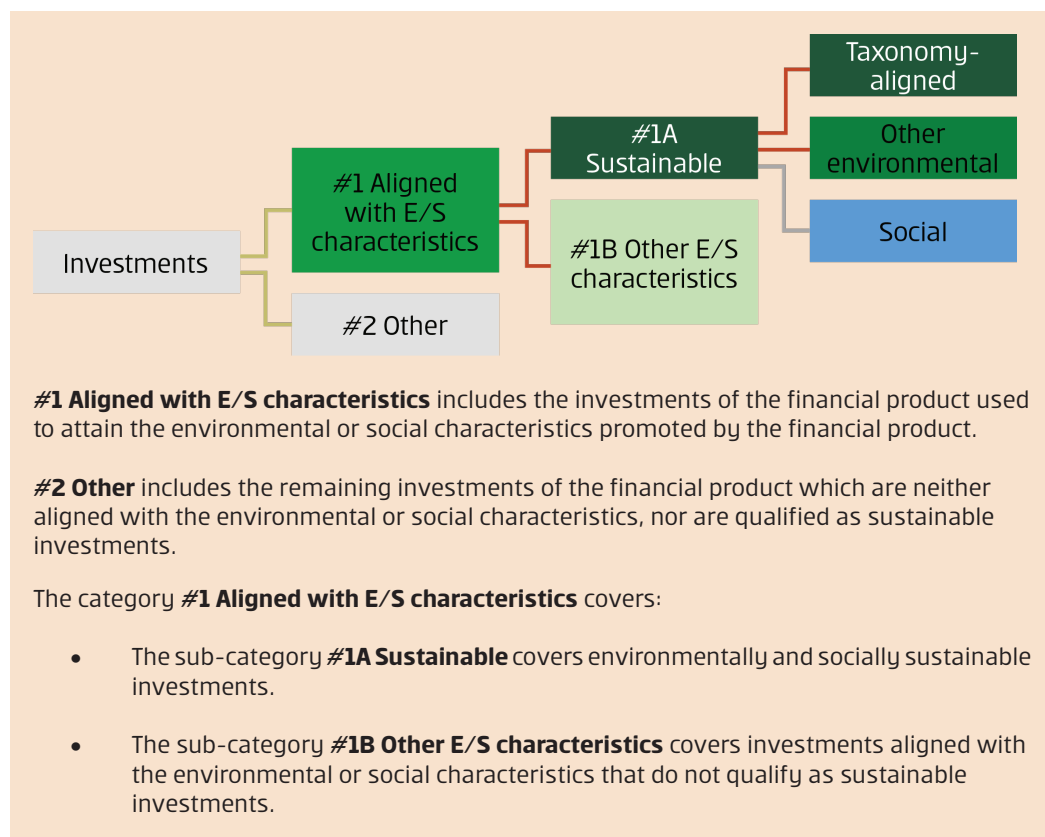 Taxonomy-
aligned
#1A
Sustainable
Other
environmental
#1 Aligned
with E/S
characteristics
Social
#1B Other E/S
characteristics
Investments
#2 Other
#1 Aligned with E/S characteristics includes the investments of the financial product used
to attain the environmental or social characteristics promoted by the financial product.
#2 Other includes the remaining investments of the financial product which are neither
aligned with the environmental or social characteristics, nor are qualified as sustainable
investments.
The category #1 Aligned with E/S characteristics covers:
• The sub-category #1A Sustainable covers environmentally and socially sustainable
investments.
• The sub-category #1B Other E/S characteristics covers investments aligned with
the environmental or social characteristics that do not qualify as sustainable
investments.